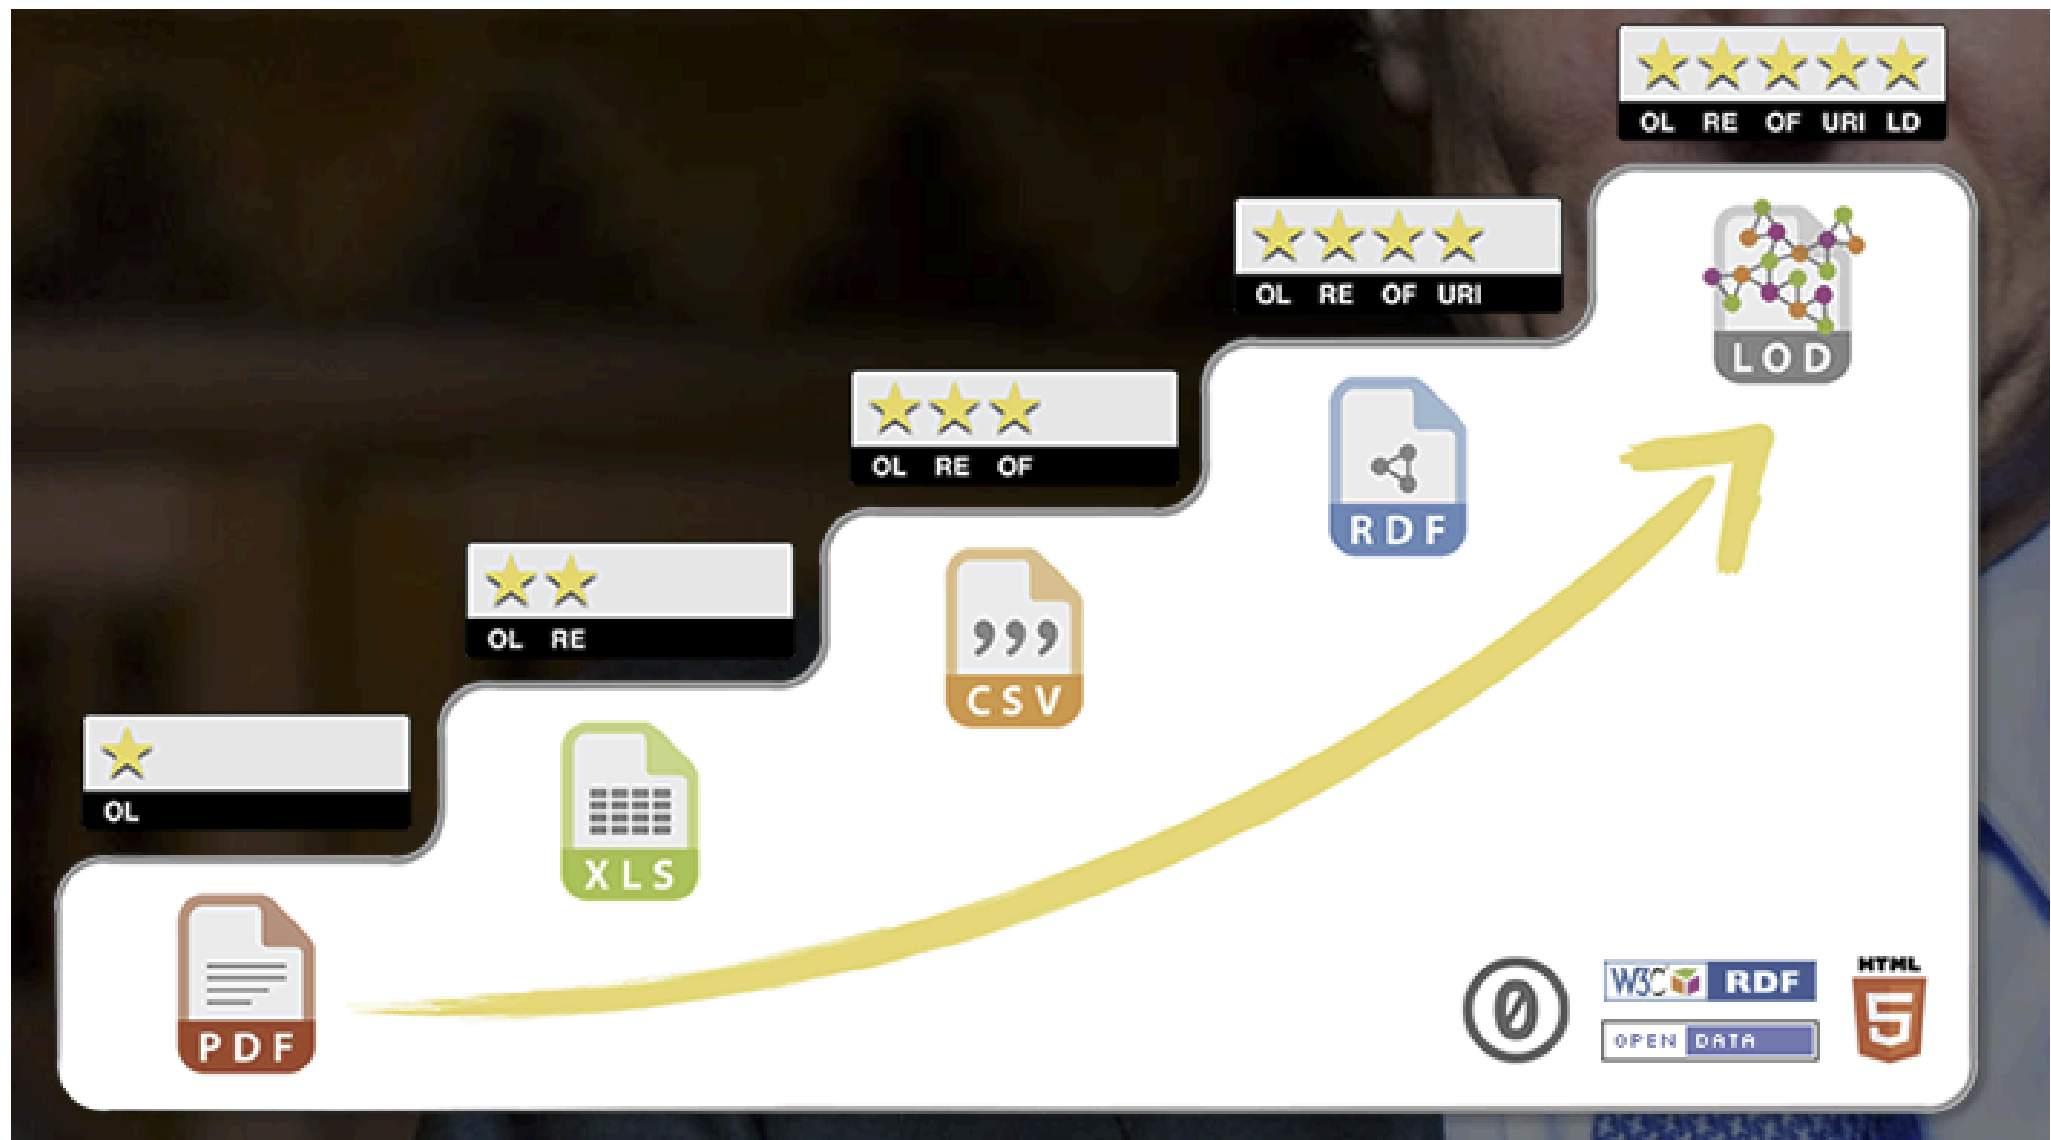 OL RE OF URI LD
LOD
OL RE OF URI
RDF
OL RE OF
CSV
OL RE
XLS
OL
PDF
0
W3C RDF
OPEN DATA
HTML
5